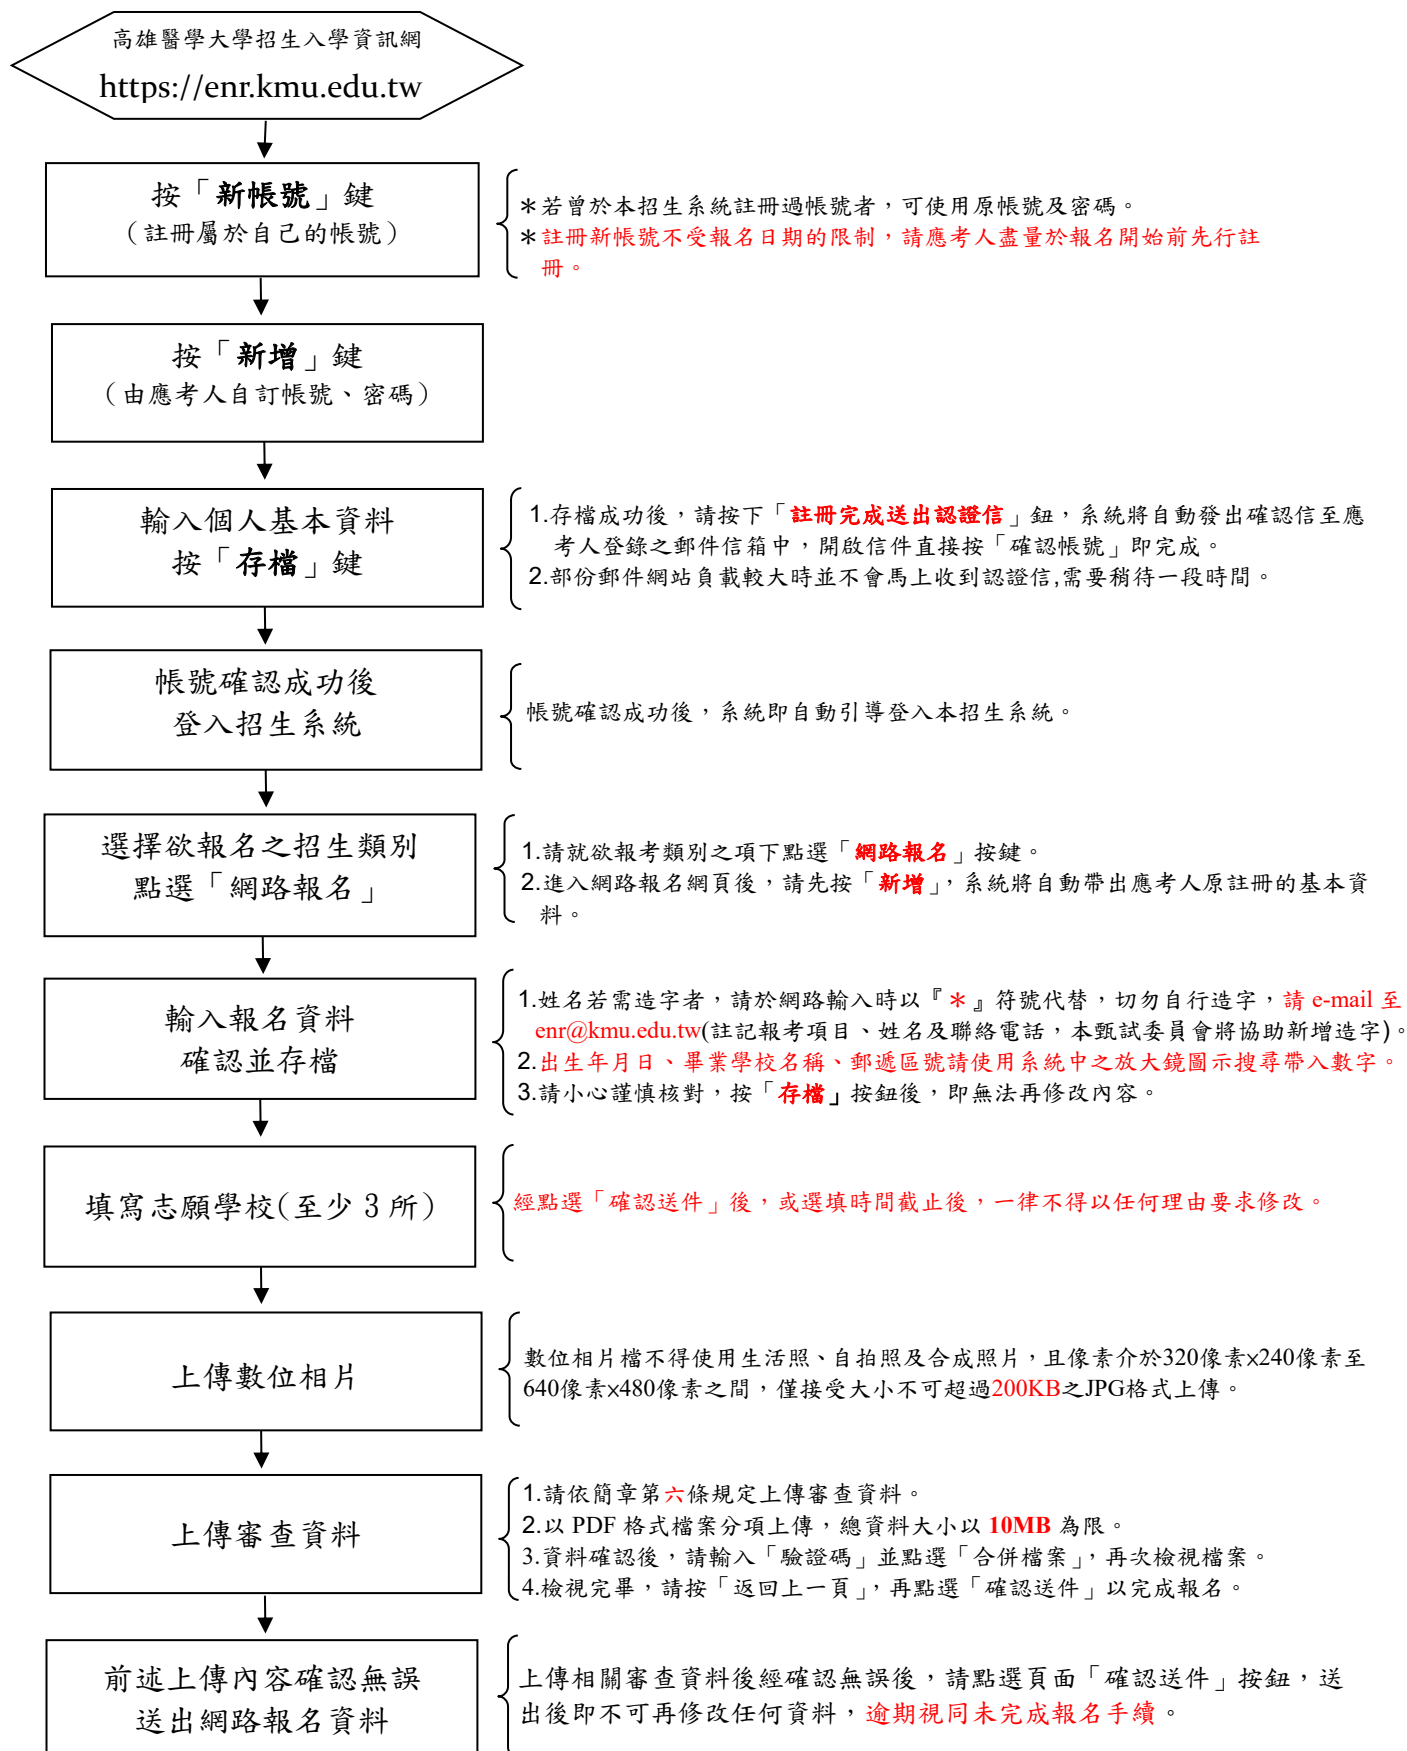 高雄醫學大學招生入學資訊網
https://enr.kmu.edu.tw
按「新帳號」鍵
（註冊屬於自己的帳號）
＊若曾於本招生系統註冊過帳號者，可使用原帳號及密碼。
＊註冊新帳號不受報名日期的限制，請應考人盡量於報名開始前先行註
冊。
按「新增」鍵
（由應考人自訂帳號、密碼）
輸入個人基本資料
按「存檔」鍵
1.存檔成功後，請按下「註冊完成送出認證信」鈕，系統將自動發出確認信至應
考人登錄之郵件信箱中，開啟信件直接按「確認帳號」即完成。
2.部份郵件網站負載較大時並不會馬上收到認證信,需要稍待一段時間。
帳號確認成功後
登入招生系統
帳號確認成功後，系統即自動引導登入本招生系統。
選擇欲報名之招生類別
點選「網路報名」
1.請就欲報考類別之項下點選「網路報名」按鍵。
2.進入網路報名網頁後，請先按「新增」，系統將自動帶出應考人原註冊的基本資
料。
輸入報名資料
確認並存檔
1.姓名若需造字者，請於網路輸入時以『＊』符號代替，切勿自行造字，請 e-mail 至
enr@kmu.edu.tw(註記報考項目、姓名及聯絡電話，本甄試委員會將協助新增造字)。
2.出生年月日、畢業學校名稱、郵遞區號請使用系統中之放大鏡圖示搜尋帶入數字。
3.請小心謹慎核對，按「存檔」按鈕後，即無法再修改內容。
填寫志願學校(至少 3 所)
經點選「確認送件」後，或選填時間截止後，一律不得以任何理由要求修改。
上傳數位相片
數位相片檔不得使用生活照、自拍照及合成照片，且像素介於320像素×240像素至
640像素×480像素之間，僅接受大小不可超過200KB之JPG格式上傳。
上傳審查資料
1.請依簡章第六條規定上傳審查資料。
2.以 PDF 格式檔案分項上傳，總資料大小以 10MB 為限。
3.資料確認後，請輸入「驗證碼」並點選「合併檔案」，再次檢視檔案。
4.檢視完畢，請按「返回上一頁」，再點選「確認送件」以完成報名。
前述上傳內容確認無誤
送出網路報名資料
上傳相關審查資料後經確認無誤後，請點選頁面「確認送件」按鈕，送
出後即不可再修改任何資料，逾期視同未完成報名手續。